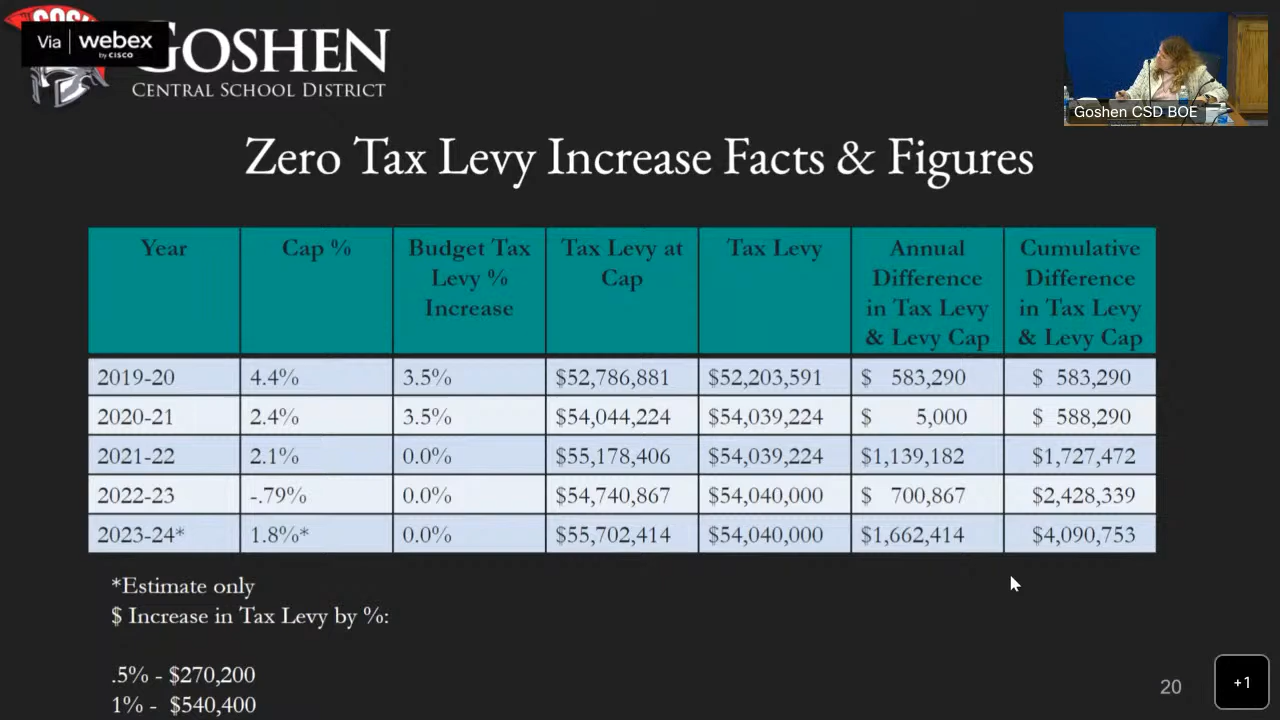 Via webex
by CISCO
GOSHEN
CENTRAL SCHOOL DISTRICT
Goshen CSD BOE
Zero Tax Levy Increase Facts & Figures
Year Cap % Budget Tax Levy % Increase Tax Levy at Cap Tax Levy Annual Difference in Tax Levy & Levy Cap Cumulative Difference in Tax Levy & Levy Cap
2019-20 4.4% 3.5% $52,786,881 $52,203,591 $ 583,290 $ 583,290
2020-21 2.4% 3.5% $54,044,224 $54,039,224 $ 5,000 $ 588,290
2021-22 2.1% 0.0% $55,178,406 $54,039,224 $1,139,182 $1,727,472
2022-23 -.79% 0.0% $54,740,867 $54,040,000 $ 700,867 $2,428,339
2023-24* 1.8%* 0.0% $55,702,414 $54,040,000 $1,662,414 $4,090,753
*Estimate only
$ Increase in Tax Levy by %:
.5% - $270,200
1% - $540,400
20
+1